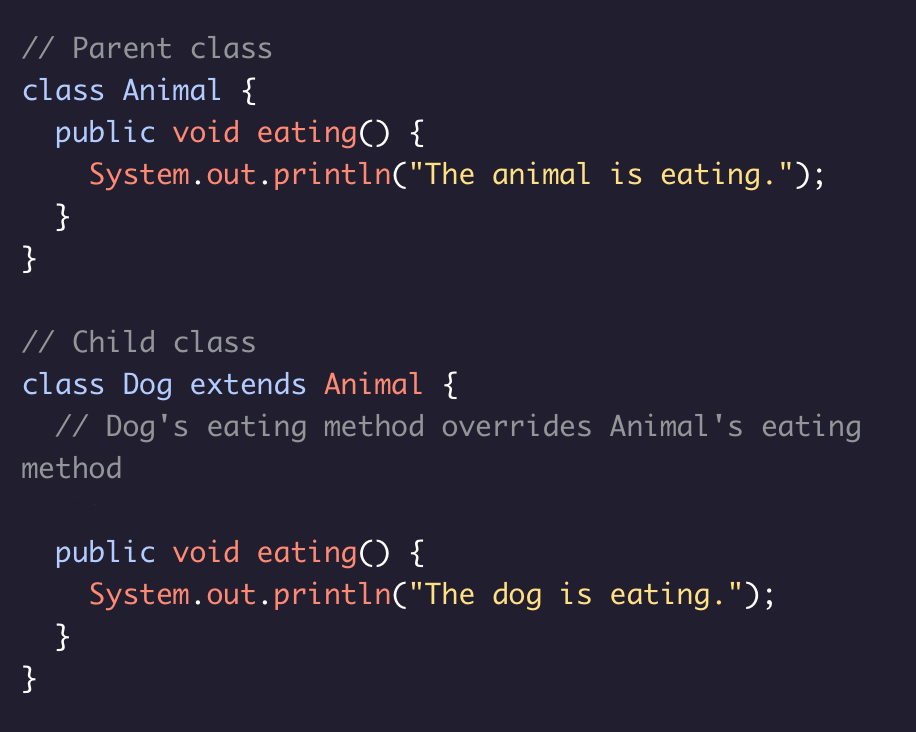 // Parent class
class Animal {
  public void eating() {
    System.out.println("The animal is eating.");
  }
}

// Child class
class Dog extends Animal {
  // Dog's eating method overrides Animal's eating
method

  public void eating() {
    System.out.println("The dog is eating.");
  }
}